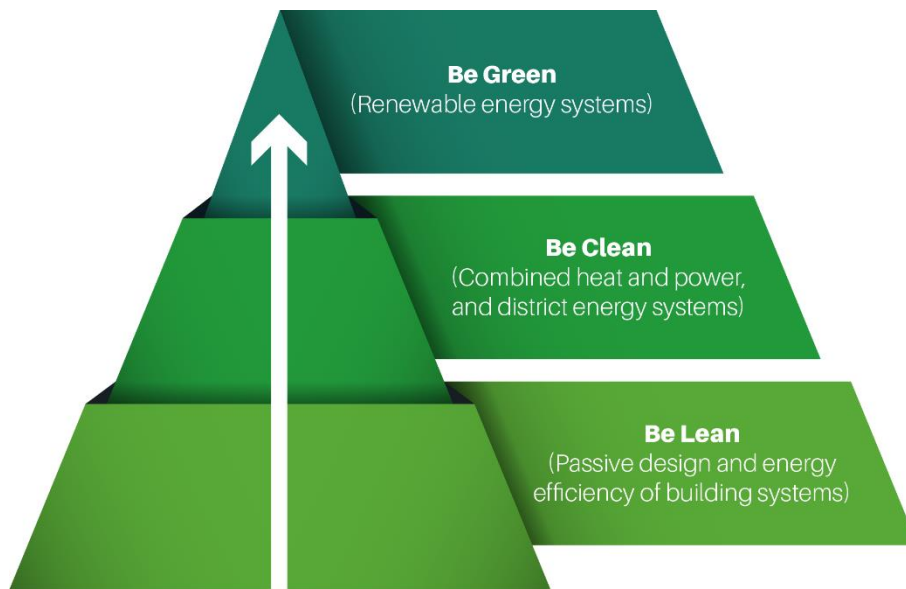 Be Green
(Renewable energy systems)
Be Clean
(Combined heat and power,
and district energy systems)
Be Lean
(Passive design and energy
efficiency of building systems)